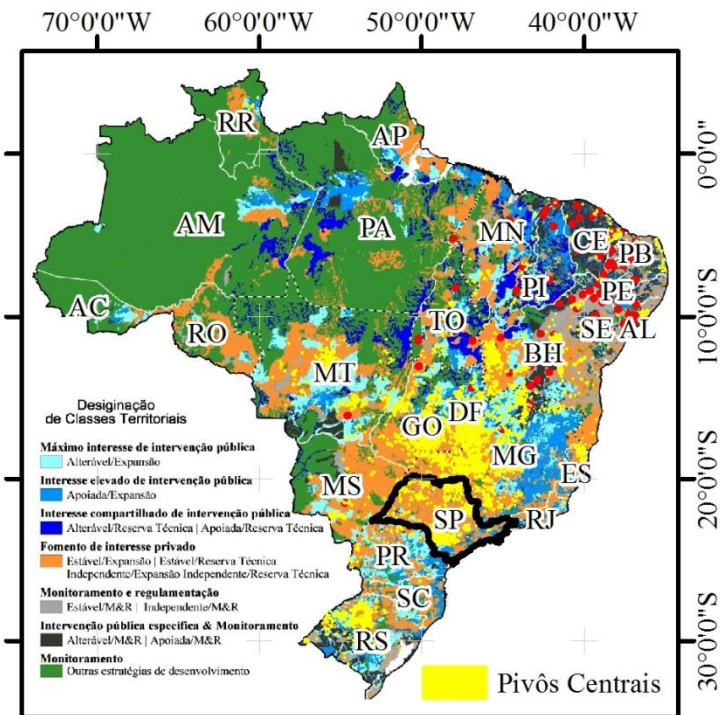 70°0'0"W 60°0'0"W 50°0'0"W 40°0'0"W
0°0'0"
10°0'0"S
20°0'0"S
30°0'0"S
RR
AP
AM
PA
MN
CE
PB
PI
PE
AC
RO
TO
SE
AL
BH
MT
DF
GO
MG
ES
MS
SP
RJ
PR
SC
RS
Desiginação
de Classes Territoriais
Máximo interesse de intervenção pública
Alterável/Expansão
Interesse elevado de intervenção pública
Apoiada/Expansão
Interesse compartilhado de intervenção pública
Alterável/Reserva Técnica | Apoiada/Reserva Técnica
Fomento de interesse privado
Estável/Expansão | Estável/Reserva Técnica
Independente/Expansão Independente/Reserva Técnica
Monitoramento e regulamentação
Estável/M&R | Independente/M&R
Intervenção pública específica & Monitoramento
Alterável/M&R | Apoiada/M&R
Monitoramento
Outras estratégias de desenvolvimento
Pivôs Centrais